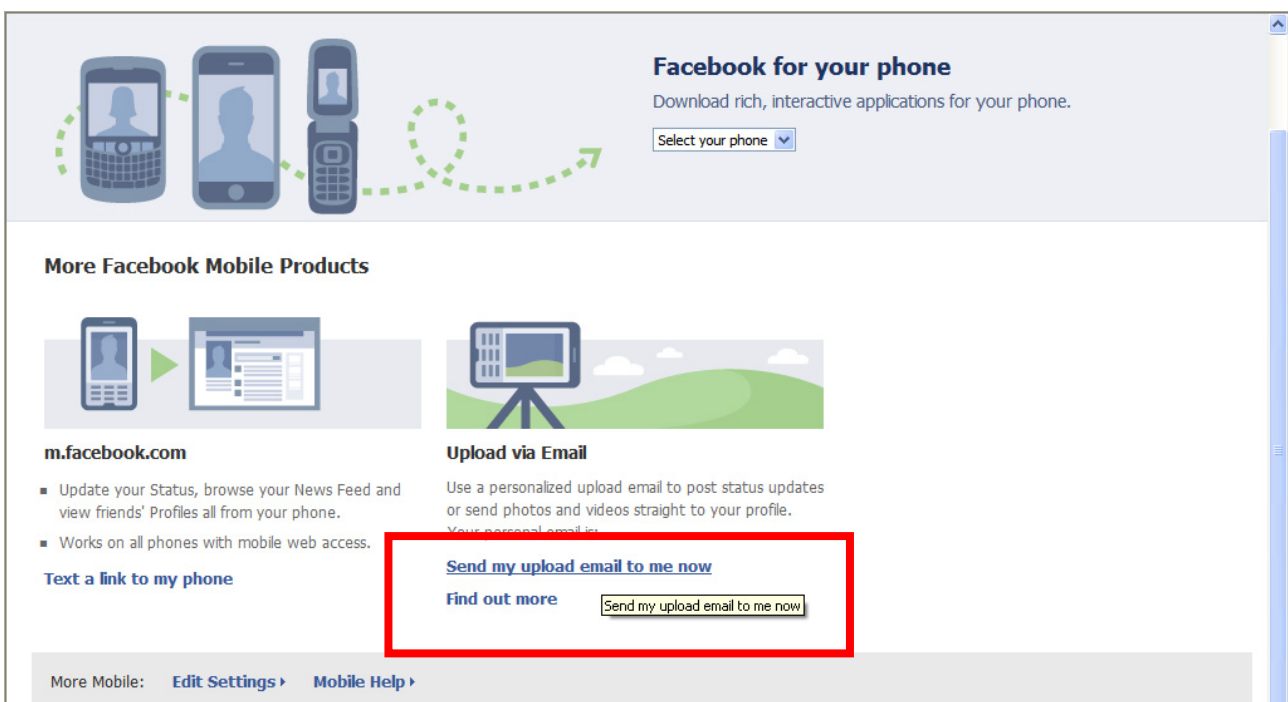 Facebook for your phone
Download rich, interactive applications for your phone.
Select your phone
More Facebook Mobile Products
m.facebook.com
Update your Status, browse your News Feed and
view friends' Profiles all from your phone.
Works on all phones with mobile web access.
Text a link to my phone
Upload via Email
Use a personalized upload email to post status updates
or send photos and videos straight to your profile.
Your personal email is:
Send my upload email to me now
Find out more
Send my upload email to me now
More Mobile: Edit Settings Mobile Help